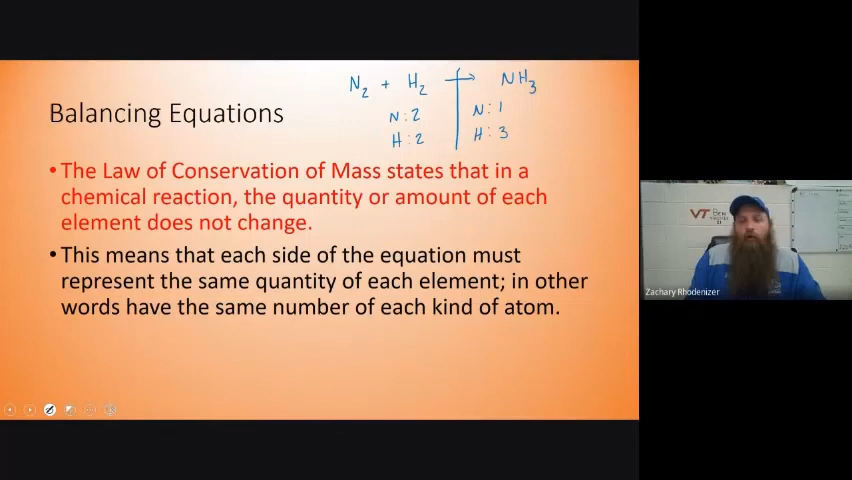 N₂ + H₂ → NH₃
N: 2 N: 1
H: 2 H: 3
Balancing Equations
•The Law of Conservation of Mass states that in a
chemical reaction, the quantity or amount of each
element does not change.
•This means that each side of the equation must
represent the same quantity of each element; in other
words have the same number of each kind of atom.
VT
Zachary Rhodenizer